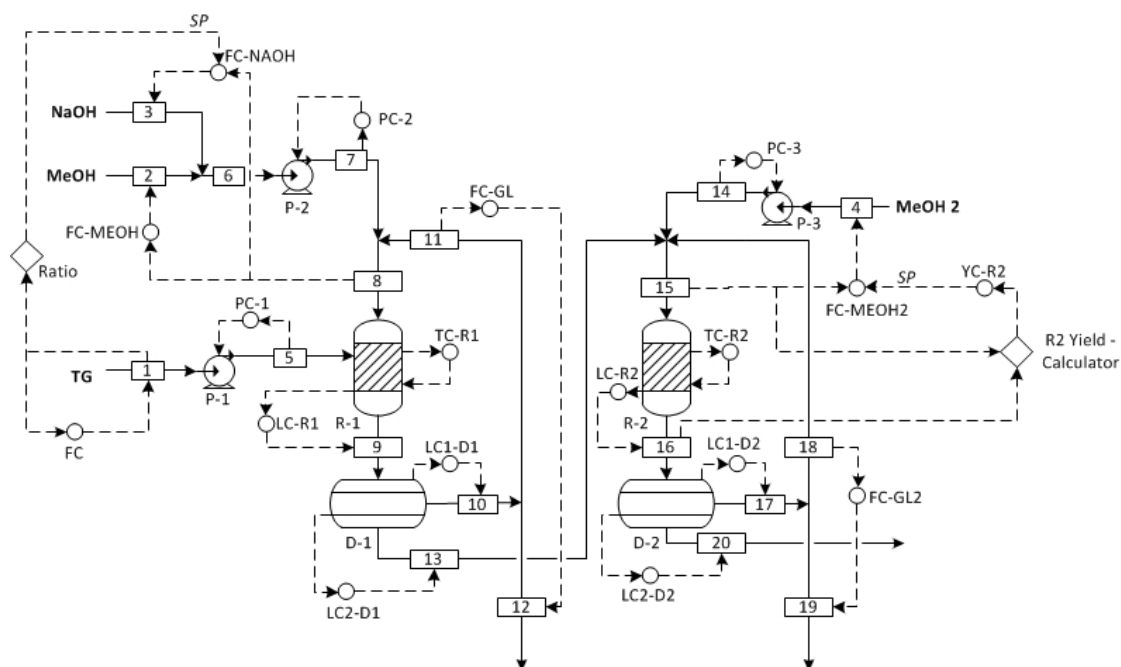 SP
FC-NAOH
NaOH
3
PC-2
7
MeOH
2
6
P-2
FC-GL
11
FC-MEOH
Ratio
8
PC-1
5
TC-R1
TG
1
P-1
LC-R1
R-1
FC
9
LC1-D1
10
D-1
13
LC2-D1
12
PC-3
14
P-3
4
MeOH 2
15
SP
YC-R2
FC-MEOH2
TC-R2
R2 Yield -
Calculator
LC-R2
R-2
16
18
LC1-D2
17
FC-GL2
D-2
20
LC2-D2
19